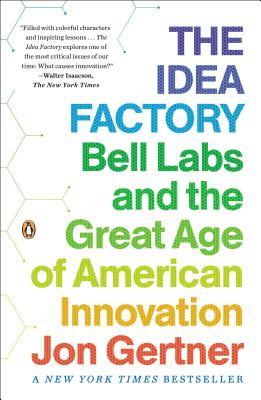 "Filled with colorful characters
and inspiring lessons . . . The
Idea Factory explores one of
the most critical issues of our
time: What causes innovation?"
—Walter Isaacson,
The New York Times
THE
IDEA
FACTORY
Bell Labs
and the
Great Age
of American
Innovation
Jon Gertner
A NEW YORK TIMES BESTSELLER